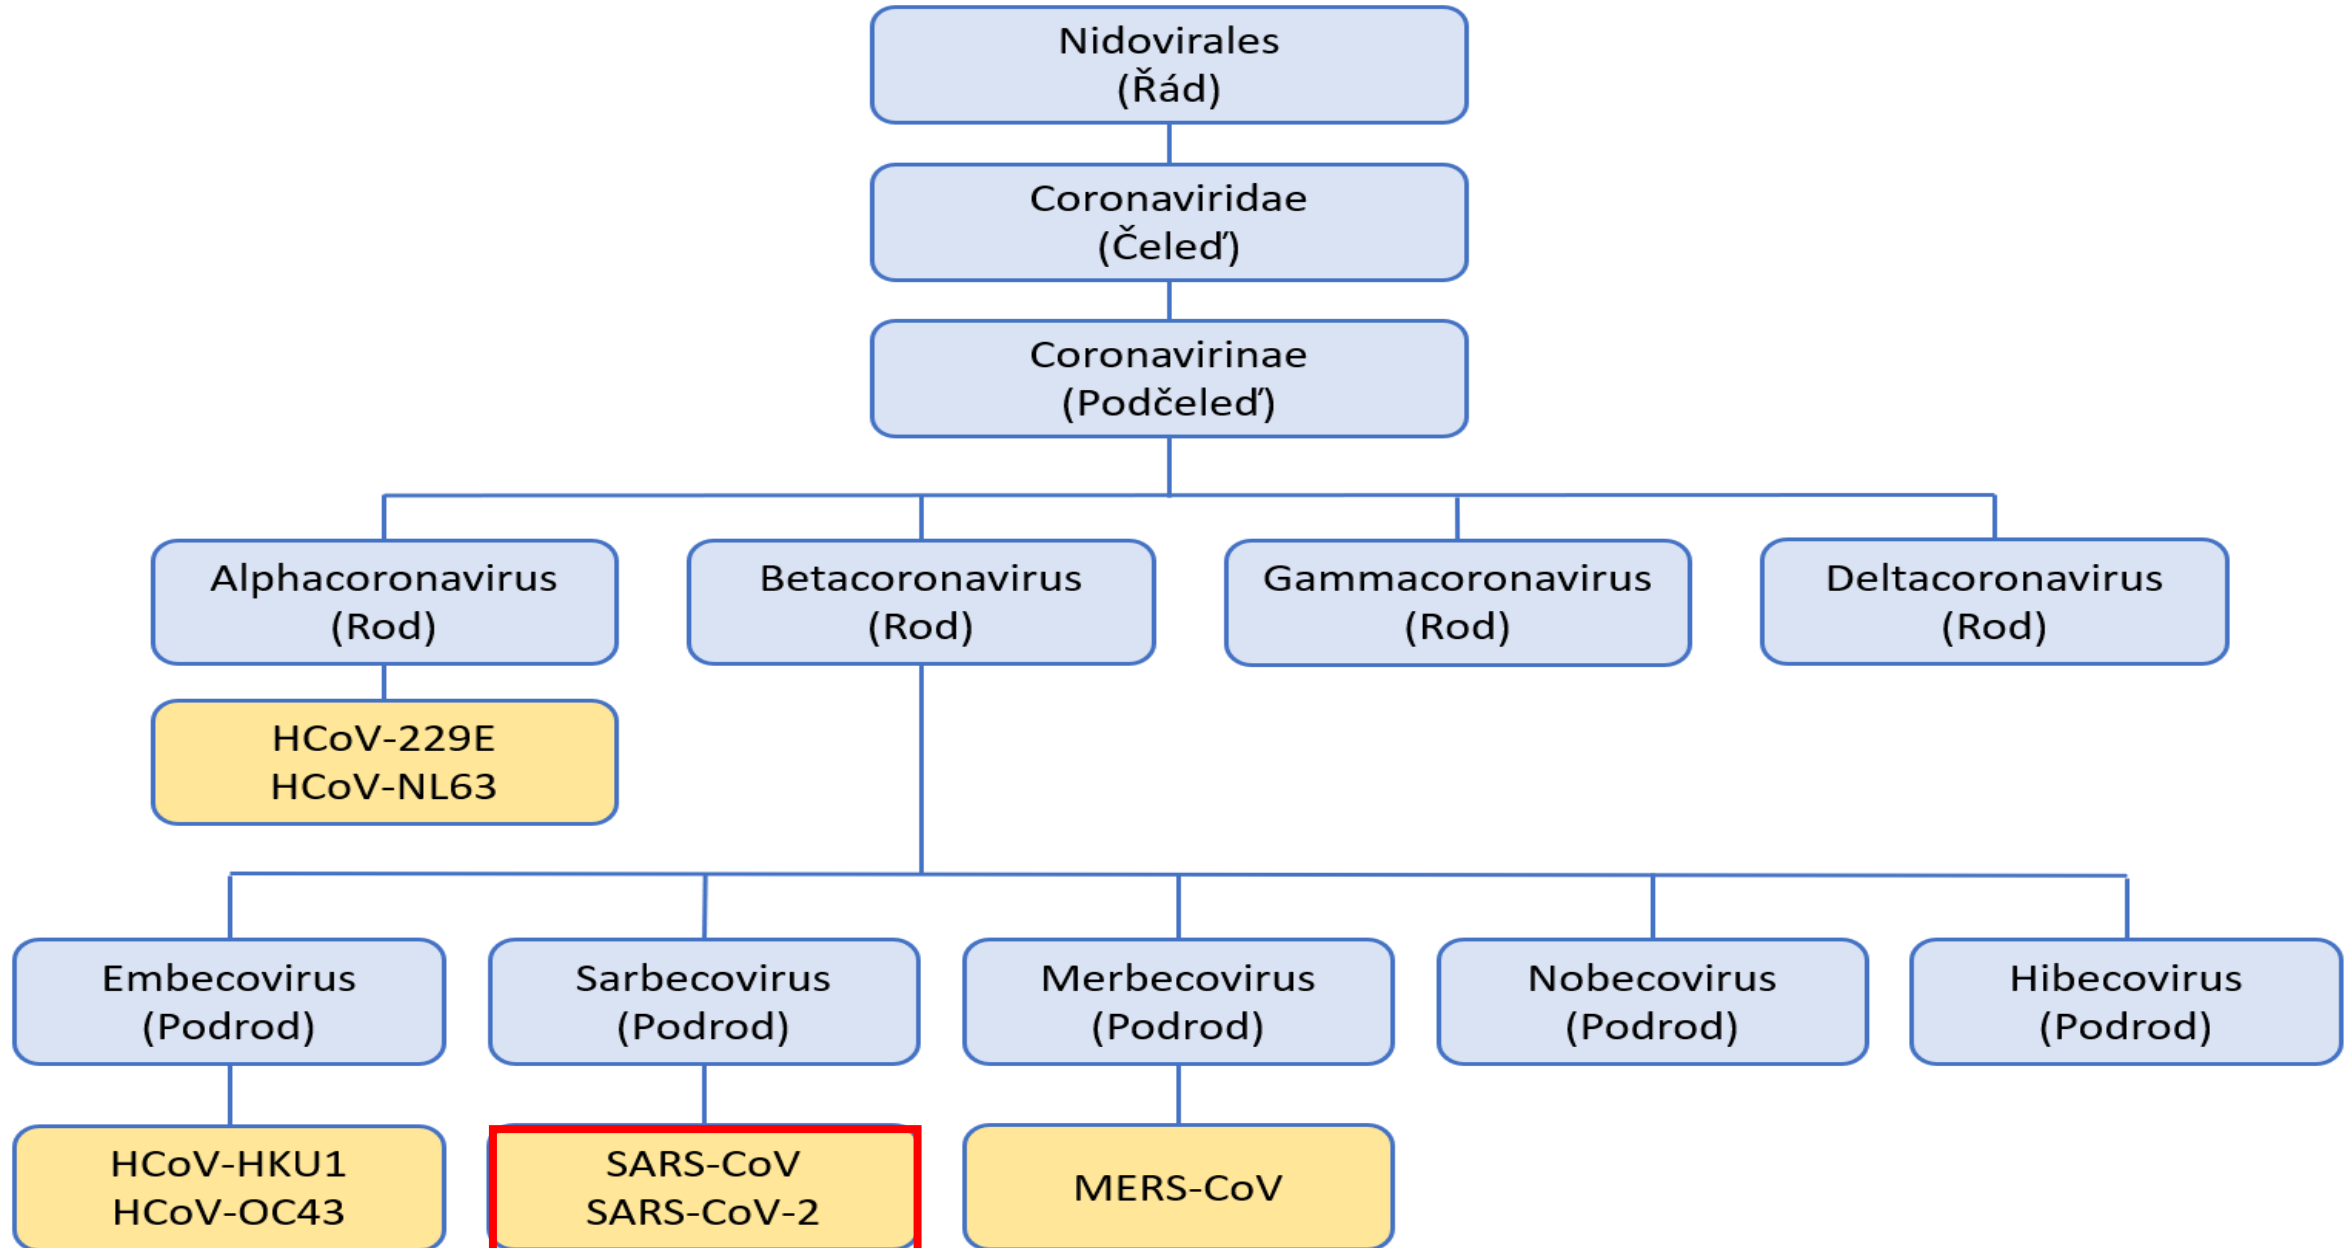 Nidovirales
(Řád)
Coronaviridae
(Čeleď)
Coronavirinae
(Podčeleď)
Alphacoronavirus
(Rod)
Betacoronavirus
(Rod)
Gammacoronavirus
(Rod)
Deltacoronavirus
(Rod)
HCoV-229E
HCoV-NL63
Embecovirus
(Podrod)
Sarbecovirus
(Podrod)
Merbecovirus
(Podrod)
Nobecovirus
(Podrod)
Hibecovirus
(Podrod)
HCoV-HKU1
HCoV-OC43
SARS-CoV
SARS-CoV-2
MERS-CoV